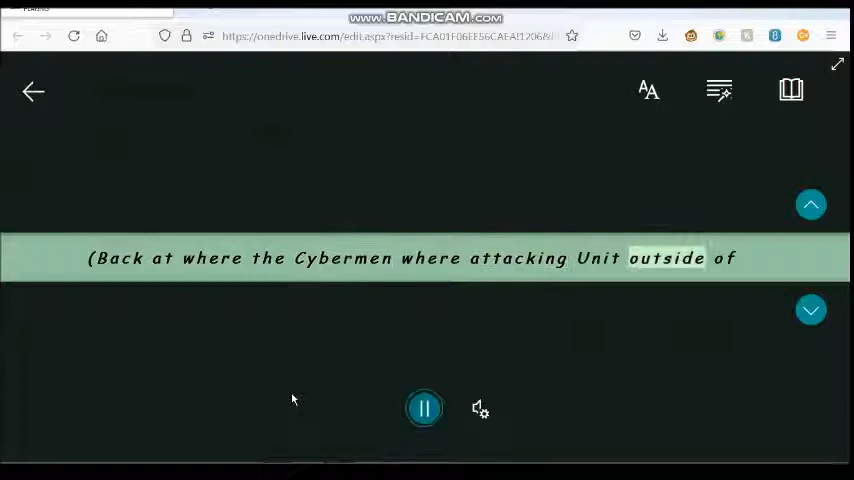 www.BANDICAM.com
https://onedrive.live.com/edit.aspx?resid=FCA01F06EE56CAEA!1206&
(Back at where the Cybermen where attacking Unit outside of